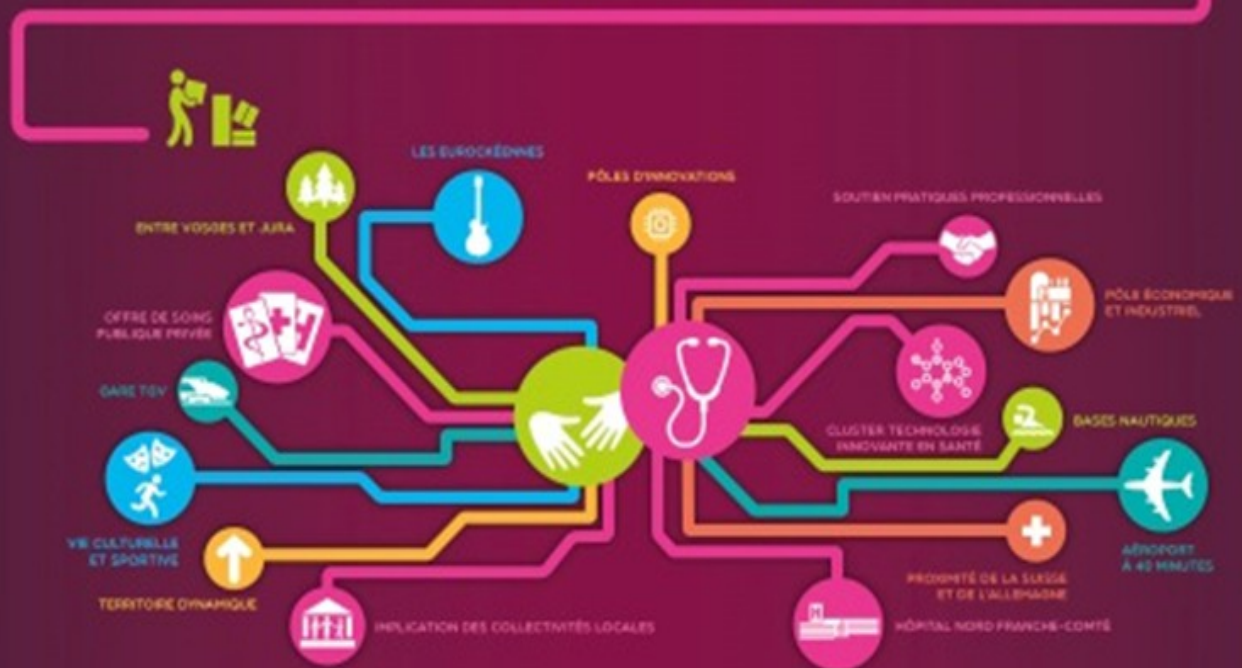 LES EUROCKÉENNES
PÔLES D'INNOVATIONS
SOUTIEN PRATIQUES PROFESSIONNELLES
ENTRE VOSGES ET JURA
PÔLE ÉCONOMIQUE
ET INDUSTRIEL
OFFRE DE SOINS
PUBLIQUE PRIVÉE
GARE TGV
BASES NAUTIQUES
CLUSTER TECHNOLOGIE
INNOVANTE EN SANTÉ
VIE CULTURELLE
ET SPORTIVE
AÉROPORT
À 40 MINUTES
PROXIMITÉ DE LA SUISSE
ET DE L'ALLEMAGNE
TERRITOIRE DYNAMIQUE
IMPLICATION DES COLLECTIVITÉS LOCALES
H
HÔPITAL NORD FRANCHE-COMTÉ